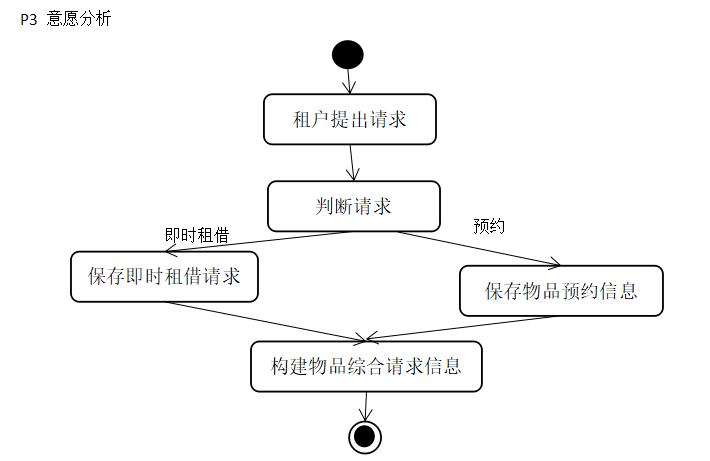 P3 意愿分析
租户提出请求
判断请求
即时租借
预约
保存即时租借请求
保存物品预约信息
构建物品综合请求信息